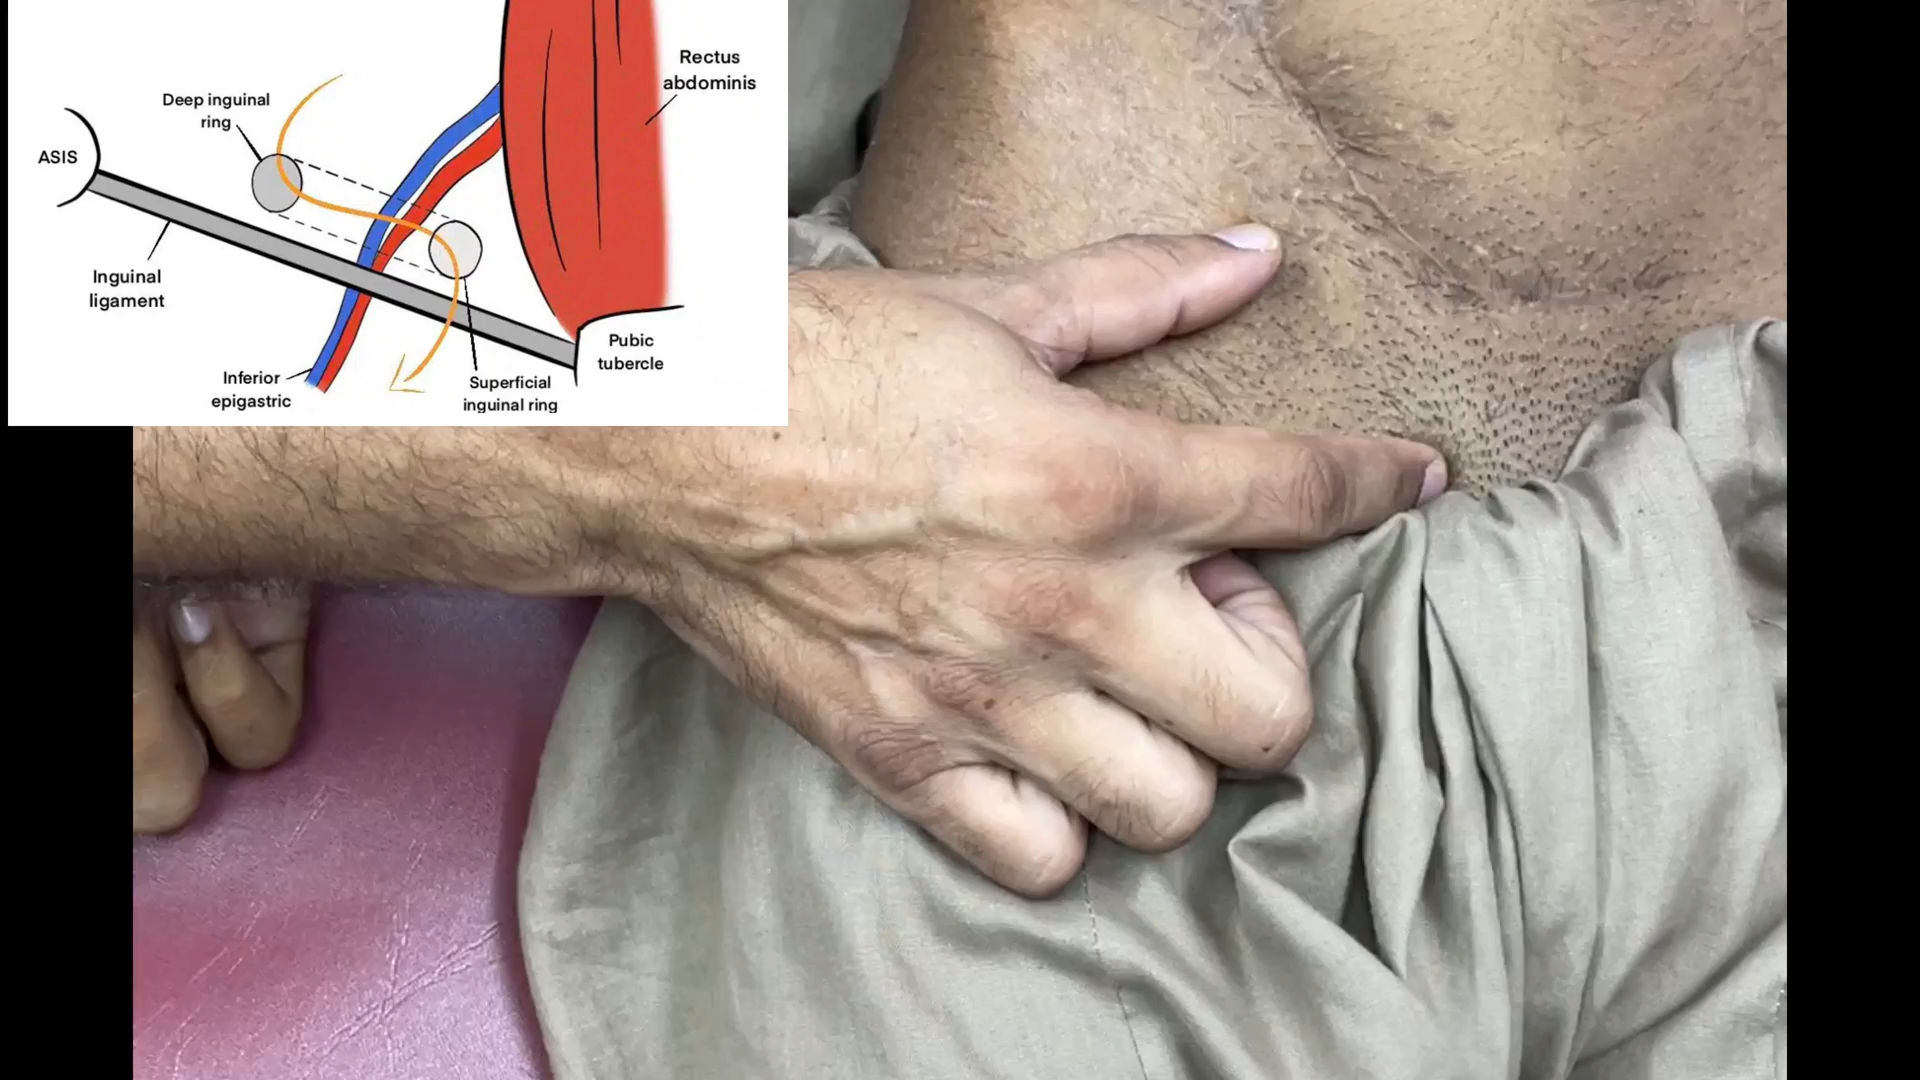 Rectus
abdominis
Deep inguinal
ring
ASIS
Inguinal
ligament
Pubic
tubercle
Inferior
epigastric
Superficial
inguinal ring